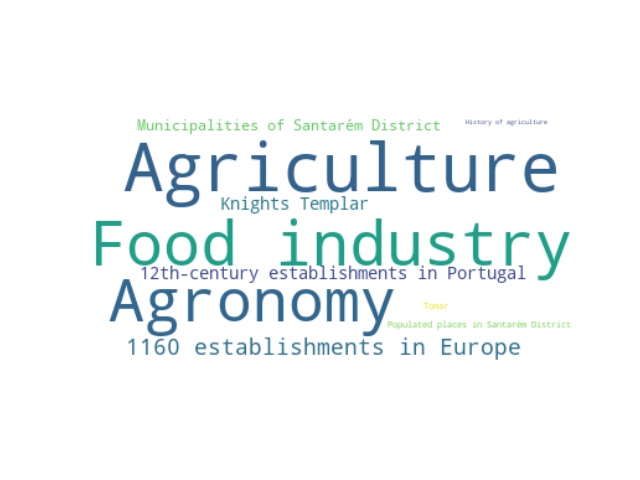 Municipalities of Santarém District
History of agriculture
Agriculture
Knights Templar
Food industry
12th-century establishments in Portugal
Agronomy
Tomar
Populated places in Santarém District
1160 establishments in Europe